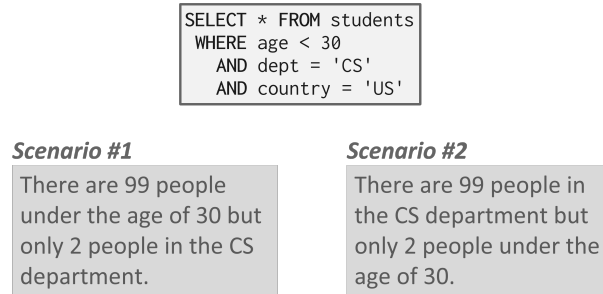 SELECT * FROM students
WHERE age < 30
AND dept = 'CS'
AND country = 'US'
Scenario #1
There are 99 people
under the age of 30 but
only 2 people in the CS
department.
Scenario #2
There are 99 people in
the CS department but
only 2 people under the
age of 30.